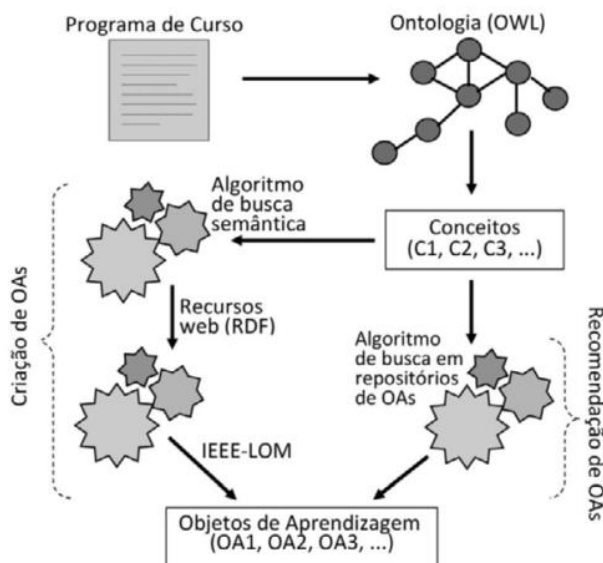 Programa de Curso
Ontologia (OWL)
Algoritmo
de busca
semântica
Conceitos
(C1, C2, C3, ...)
Recursos
web (RDF)
Algoritmo
de busca em
repositórios
de OAs
Criação de OAs
Recomendação de OAs
IEEE-LOM
Objetos de Aprendizagem
(OA1, OA2, OA3, ...)